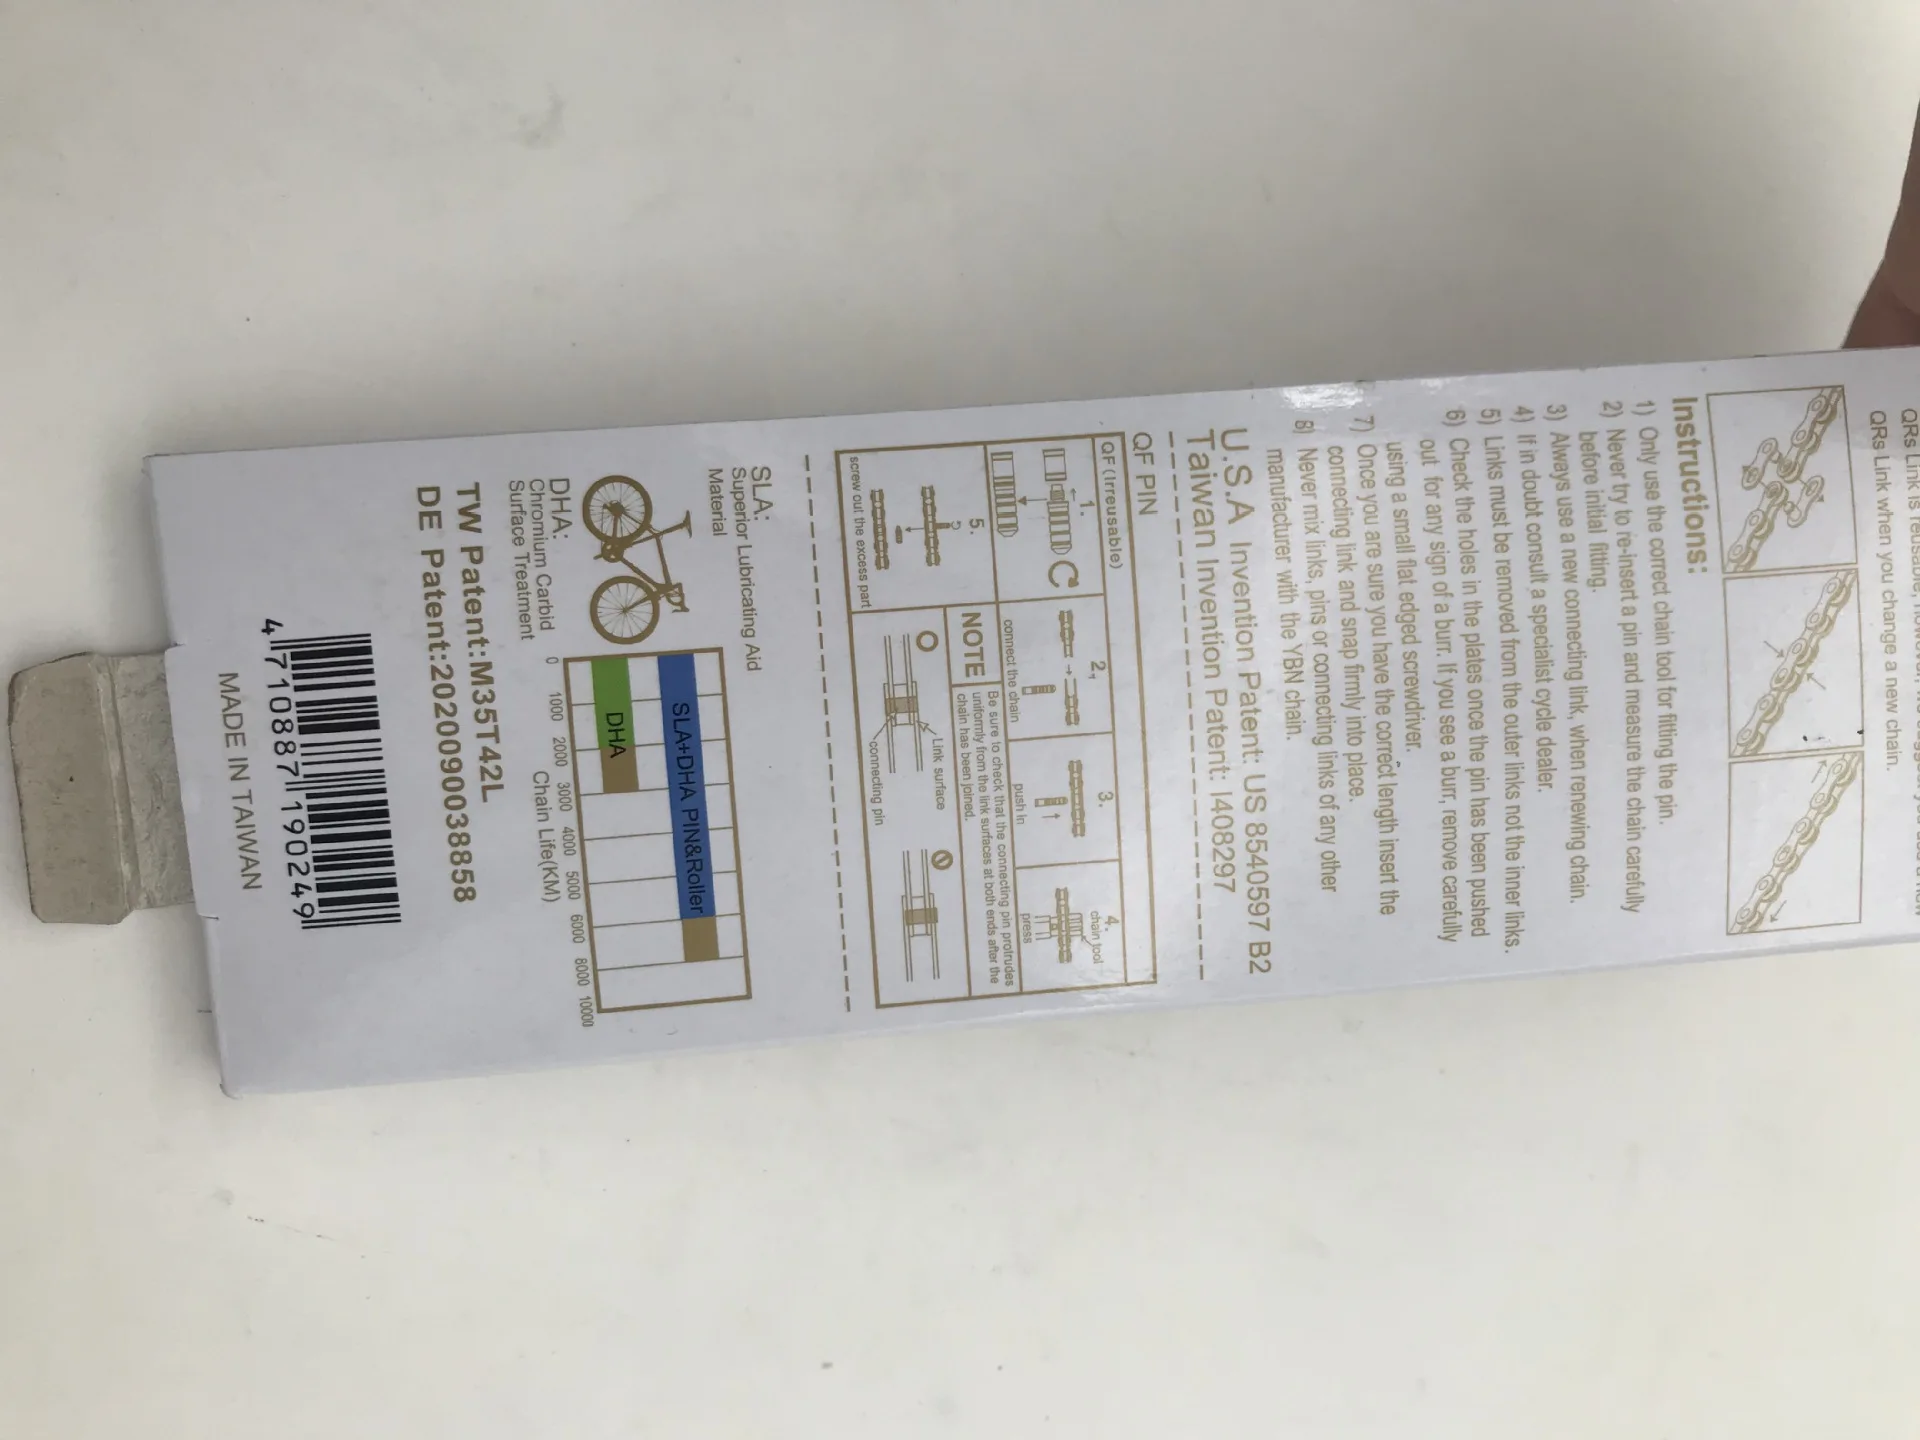 QRs Link when you change a new chain.
Instructions:
1) Only use the correct chain tool for fitting the pin.
2) Never try to re-insert a pin and measure the chain carefully
before initial fitting.
3) Always use a new connecting link, when renewing chain.
4) If in doubt consult a specialist cycle dealer.
5) Links must be removed from the outer links not the inner links.
6) Check the holes in the plates once the pin has been pushed
out for any sign of a burr. If you see a burr, remove carefully
using a small flat edged screwdriver.
7) Once you are sure you have the correct length insert the
connecting link and snap firmly into place.
8) Never mix links, pins or connecting links of any other
manufacturer with the YBN chain.
U.S.A Invention Patent: US 8540597 B2
Taiwan Invention Patent: I408297
QF PIN
QF (Irreusable)
1.
2,
connect the chain
3.
push in
4.
chain tool
press
5.
screw out the excess part
NOTE
Be sure to check that the connecting pin protrudes
uniformly from the link surfaces at both ends after the
chain has been joined.
Link surface
connecting pin
SLA:
Superior Lubricating Aid
Material
SLA+DHA PIN&Roller
DHA
0 1000 2000 3000 4000 5000 6000 8000 10000
Chain Life(KM)
DHA:
Chromium Carbid
Surface Treatment
TW Patent:M35T42L
DE Patent:2020090038858
4 710887 190249
MADE IN TAIWAN